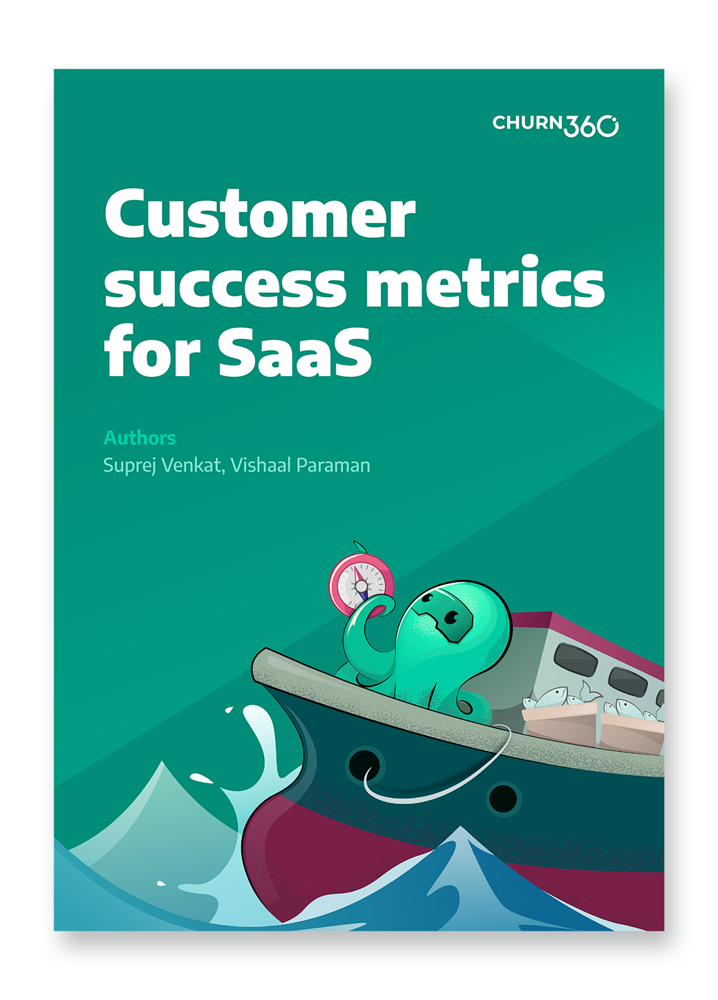 CHURN360
Customer
success metrics
for SaaS
Authors
Suprej Venkat, Vishaal Paraman